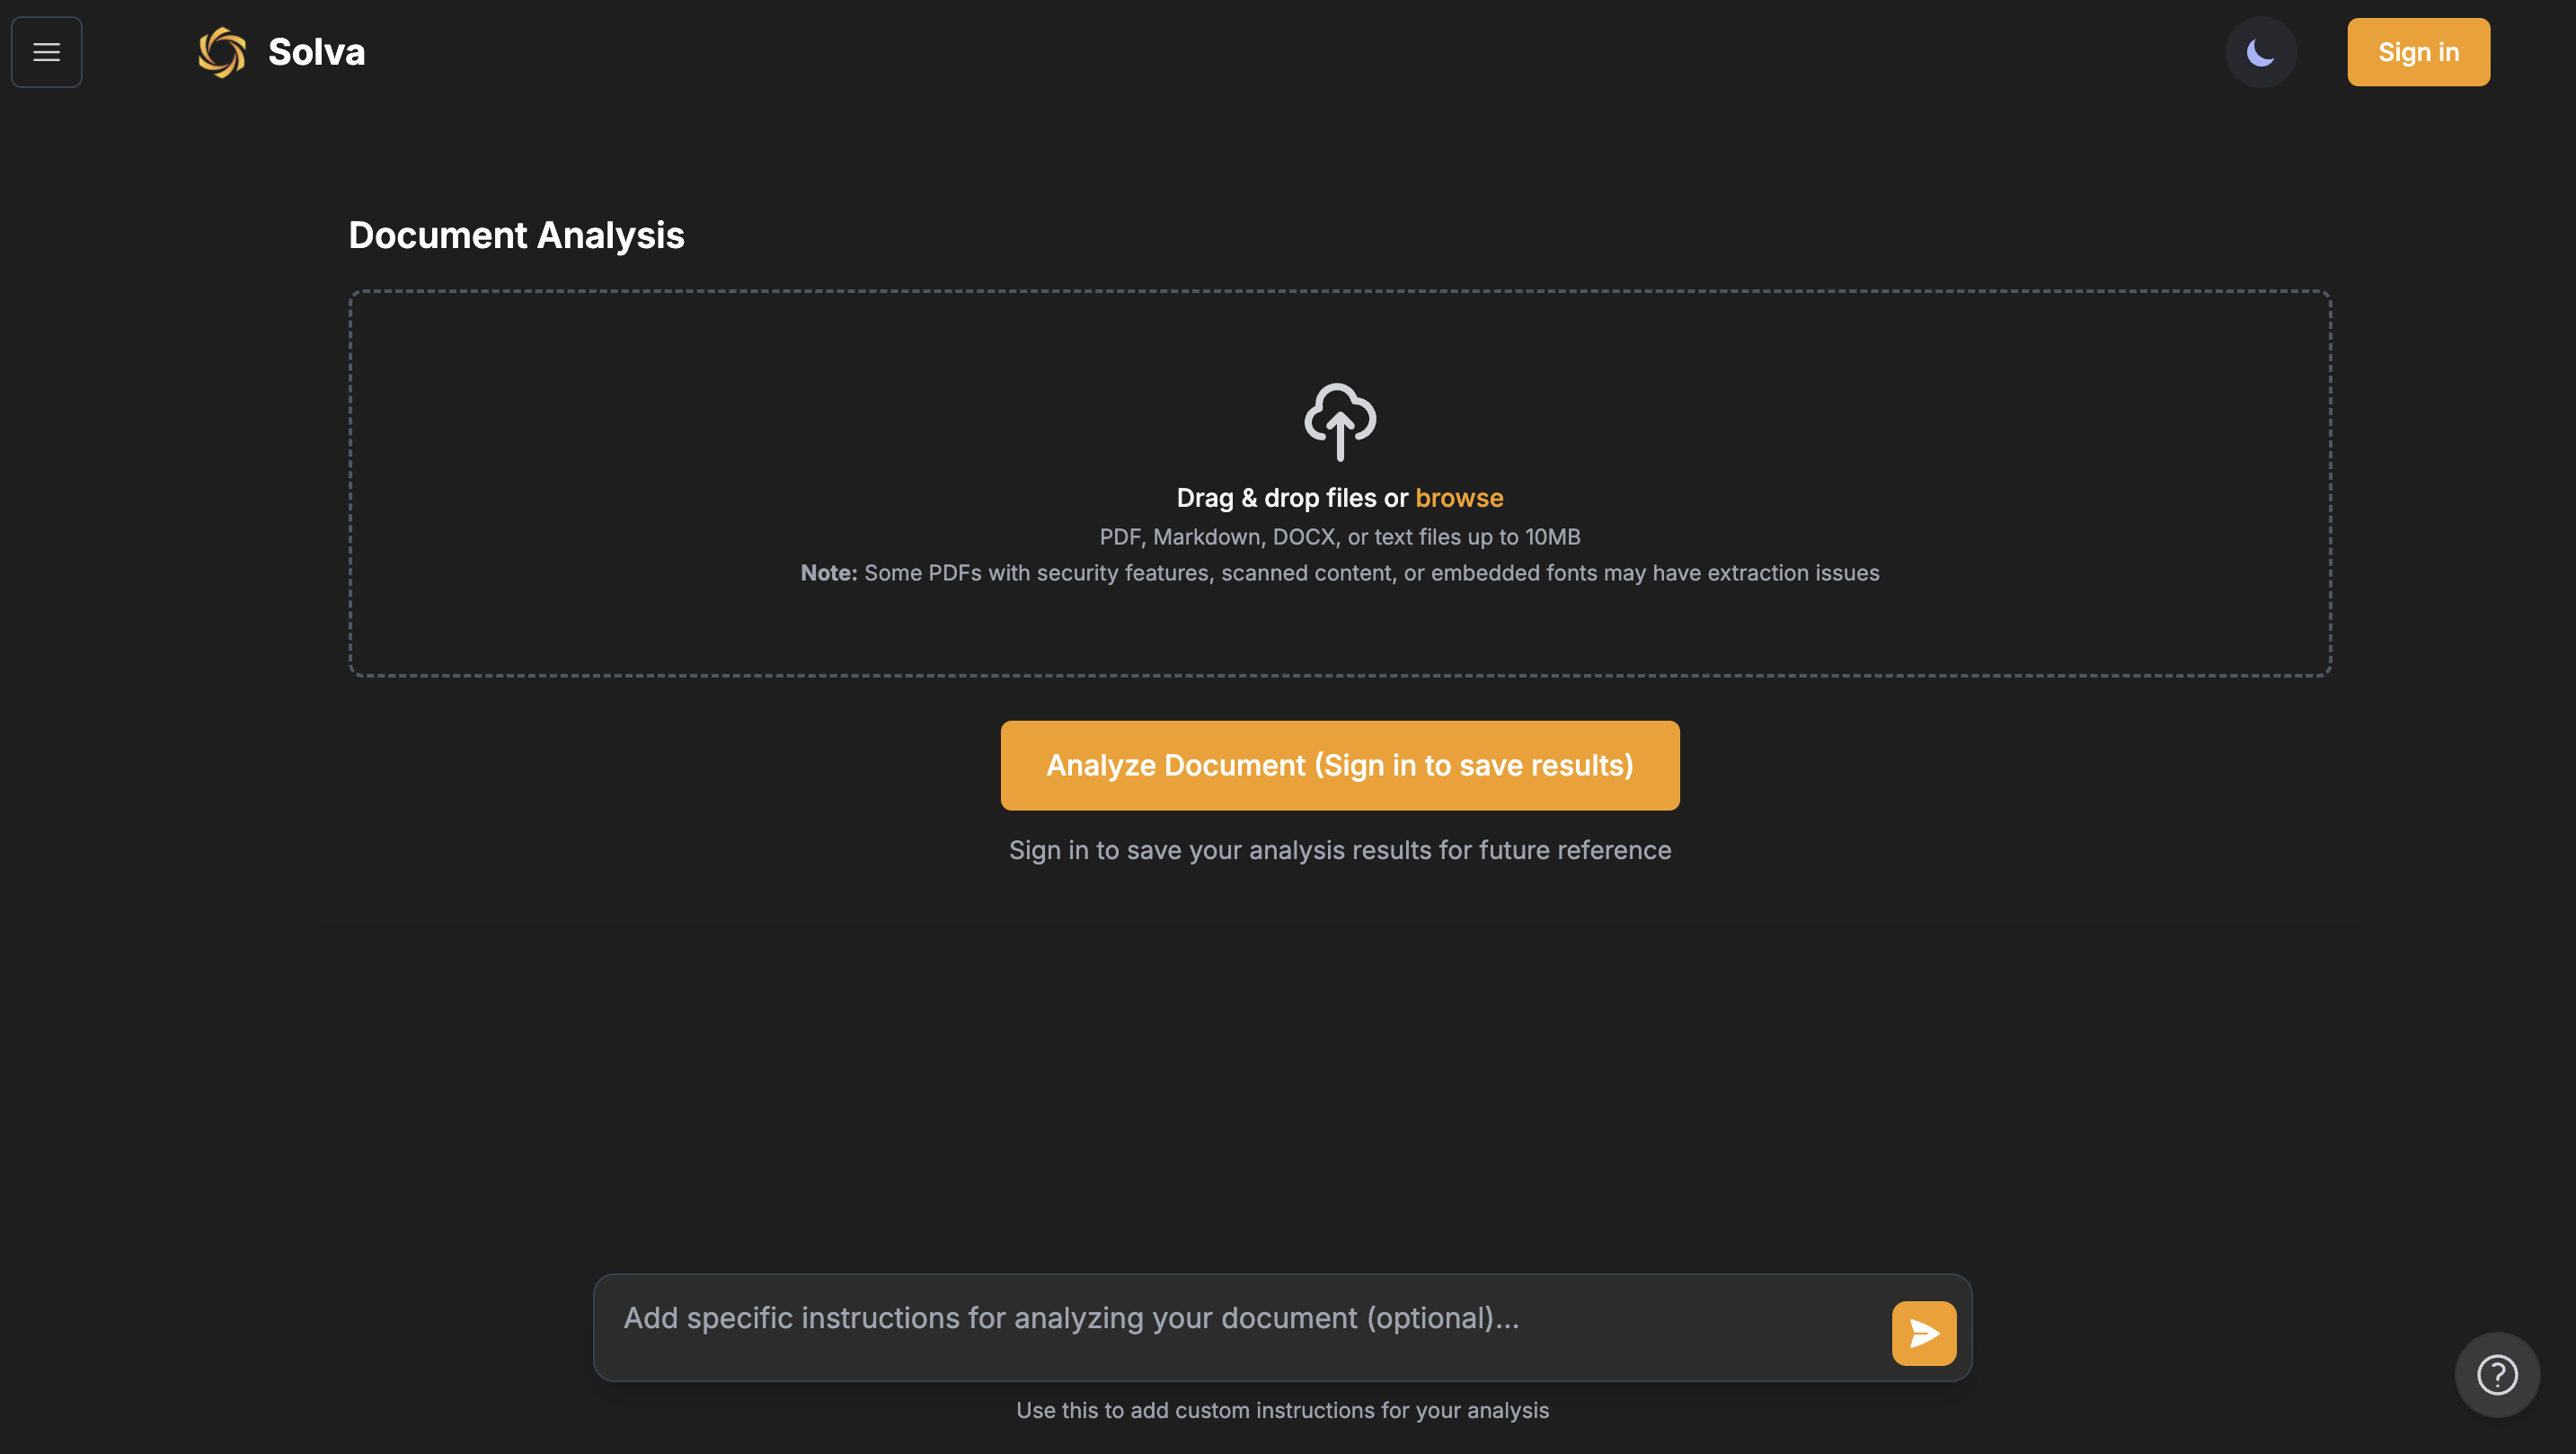 Solva
Sign in
Document Analysis
Drag & drop files or browse
PDF, Markdown, DOCX, or text files up to 10MB
Note: Some PDFs with security features, scanned content, or embedded fonts may have extraction issues
Analyze Document (Sign in to save results)
Sign in to save your analysis results for future reference
Add specific instructions for analyzing your document (optional)...
Use this to add custom instructions for your analysis